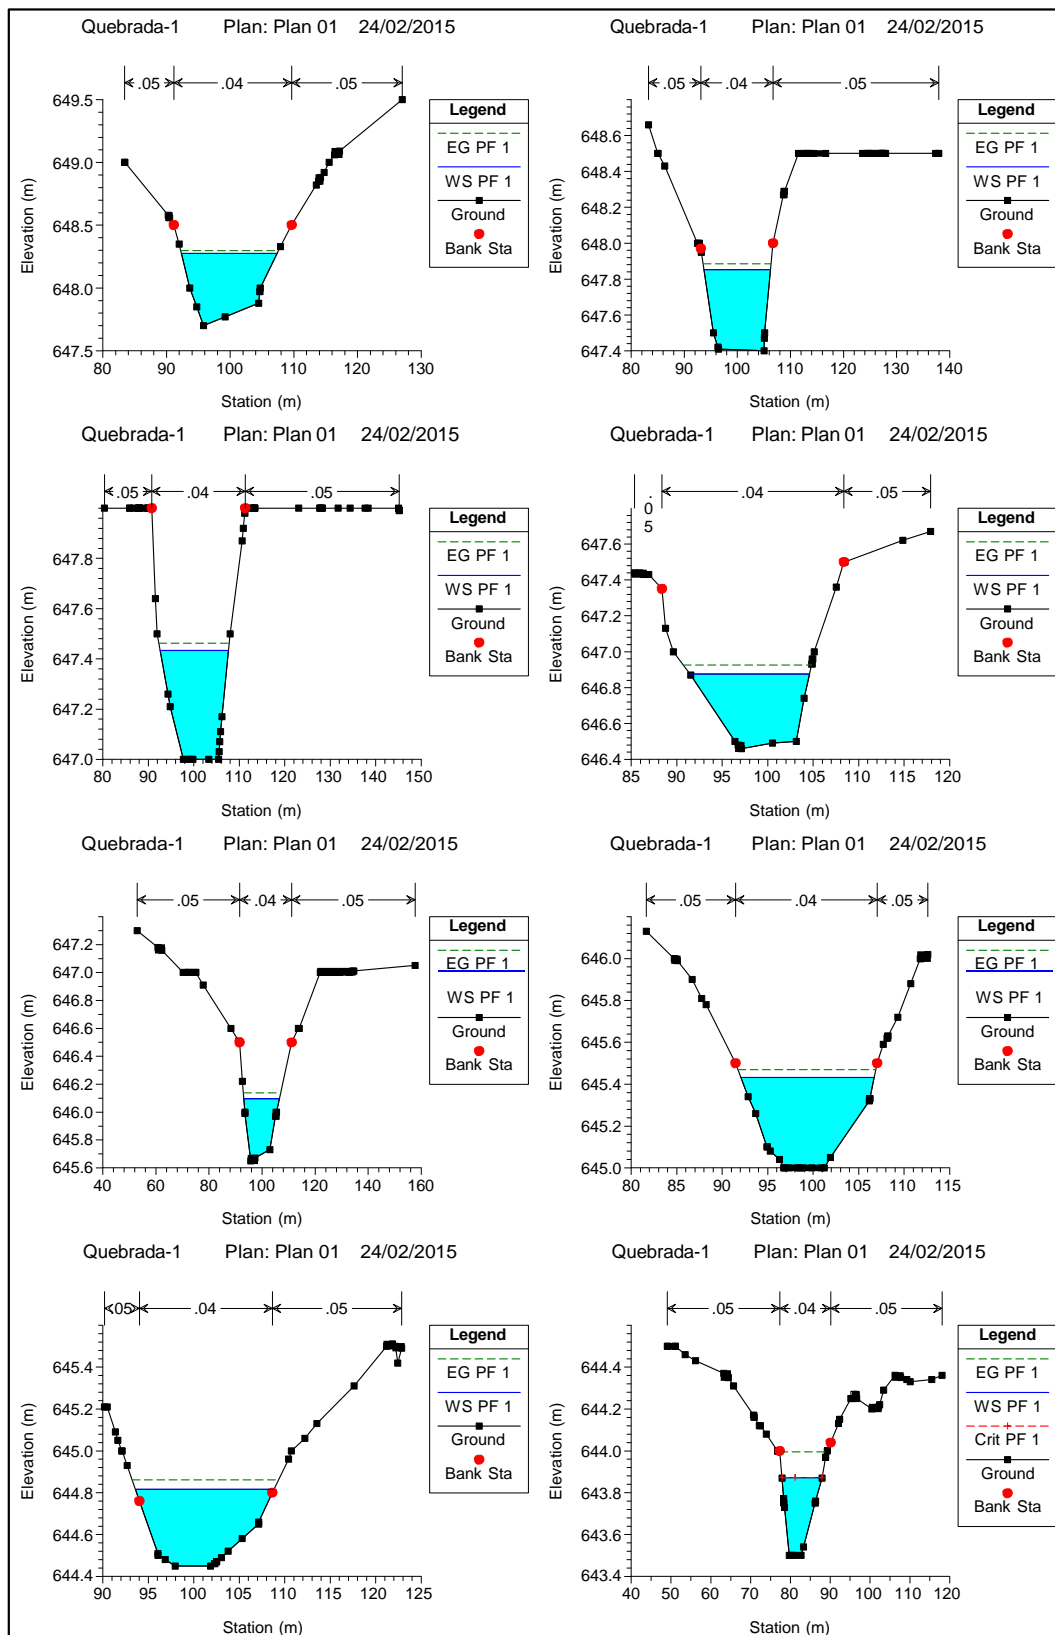 Quebrada-1 Plan: Plan 01 24/02/2015
.05 .04 .05
Legend
EG PF 1
WS PF 1
Ground
Bank Sta
Elevation (m)
649.5
649.0
648.5
648.0
647.5
80 90 100 110 120 130
Station (m)
Quebrada-1 Plan: Plan 01 24/02/2015
.05 .04 .05
Legend
EG PF 1
WS PF 1
Ground
Bank Sta
Elevation (m)
648.6
648.4
648.2
648.0
647.8
647.6
647.4
80 90 100 110 120 130 140
Station (m)
Quebrada-1 Plan: Plan 01 24/02/2015
.05 .04 .05
Legend
EG PF 1
WS PF 1
Ground
Bank Sta
Elevation (m)
647.8
647.6
647.4
647.2
647.0
80 90 100 110 120 130 140 150
Station (m)
Quebrada-1 Plan: Plan 01 24/02/2015
.05 .04 .05
Legend
EG PF 1
WS PF 1
Ground
Bank Sta
Elevation (m)
647.6
647.4
647.2
647.0
646.8
646.6
646.4
85 90 95 100 105 110 115 120
Station (m)
Quebrada-1 Plan: Plan 01 24/02/2015
.05 .04 .05
Legend
EG PF 1
WS PF 1
Ground
Bank Sta
Elevation (m)
647.2
647.0
646.8
646.6
646.4
646.2
646.0
645.8
645.6
40 60 80 100 120 140 160
Station (m)
Quebrada-1 Plan: Plan 01 24/02/2015
.05 .04 .05
Legend
EG PF 1
WS PF 1
Ground
Bank Sta
Elevation (m)
646.0
645.8
645.6
645.4
645.2
645.0
80 85 90 95 100 105 110 115
Station (m)
Quebrada-1 Plan: Plan 01 24/02/2015
.05 .04 .05
Legend
EG PF 1
WS PF 1
Ground
Bank Sta
Elevation (m)
645.4
645.2
645.0
644.8
644.6
644.4
90 95 100 105 110 115 120 125
Station (m)
Quebrada-1 Plan: Plan 01 24/02/2015
.05 .04 .05
Legend
EG PF 1
WS PF 1
Crit PF 1
Ground
Bank Sta
Elevation (m)
644.4
644.2
644.0
643.8
643.6
643.4
40 50 60 70 80 90 100 110 120
Station (m)